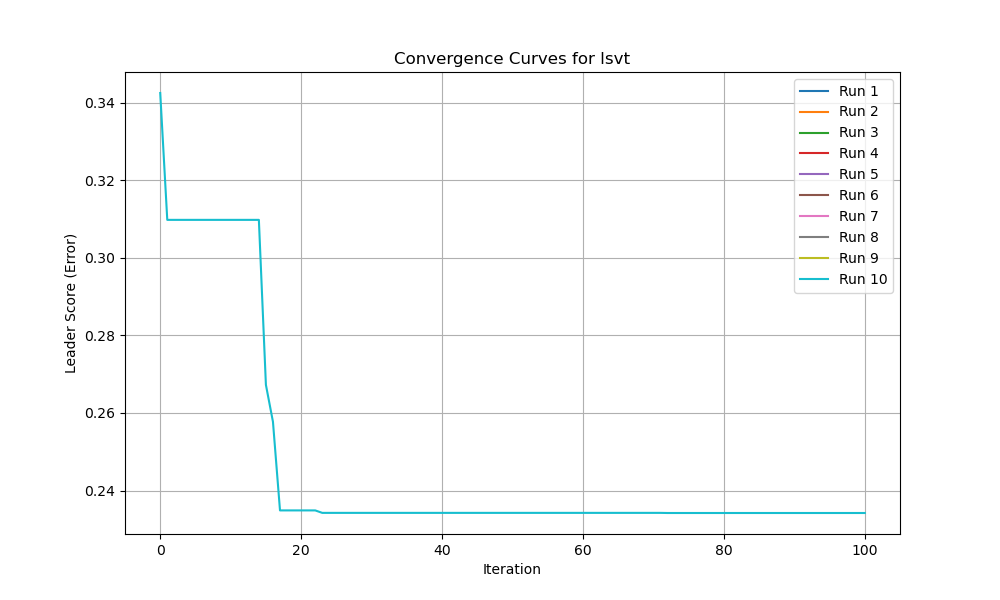 Convergence Curves for lsvt
Leader Score (Error)
0.34
0.32
0.30
0.28
0.26
0.24
0
20
40
60
80
100
Iteration
Run 1
Run 2
Run 3
Run 4
Run 5
Run 6
Run 7
Run 8
Run 9
Run 10